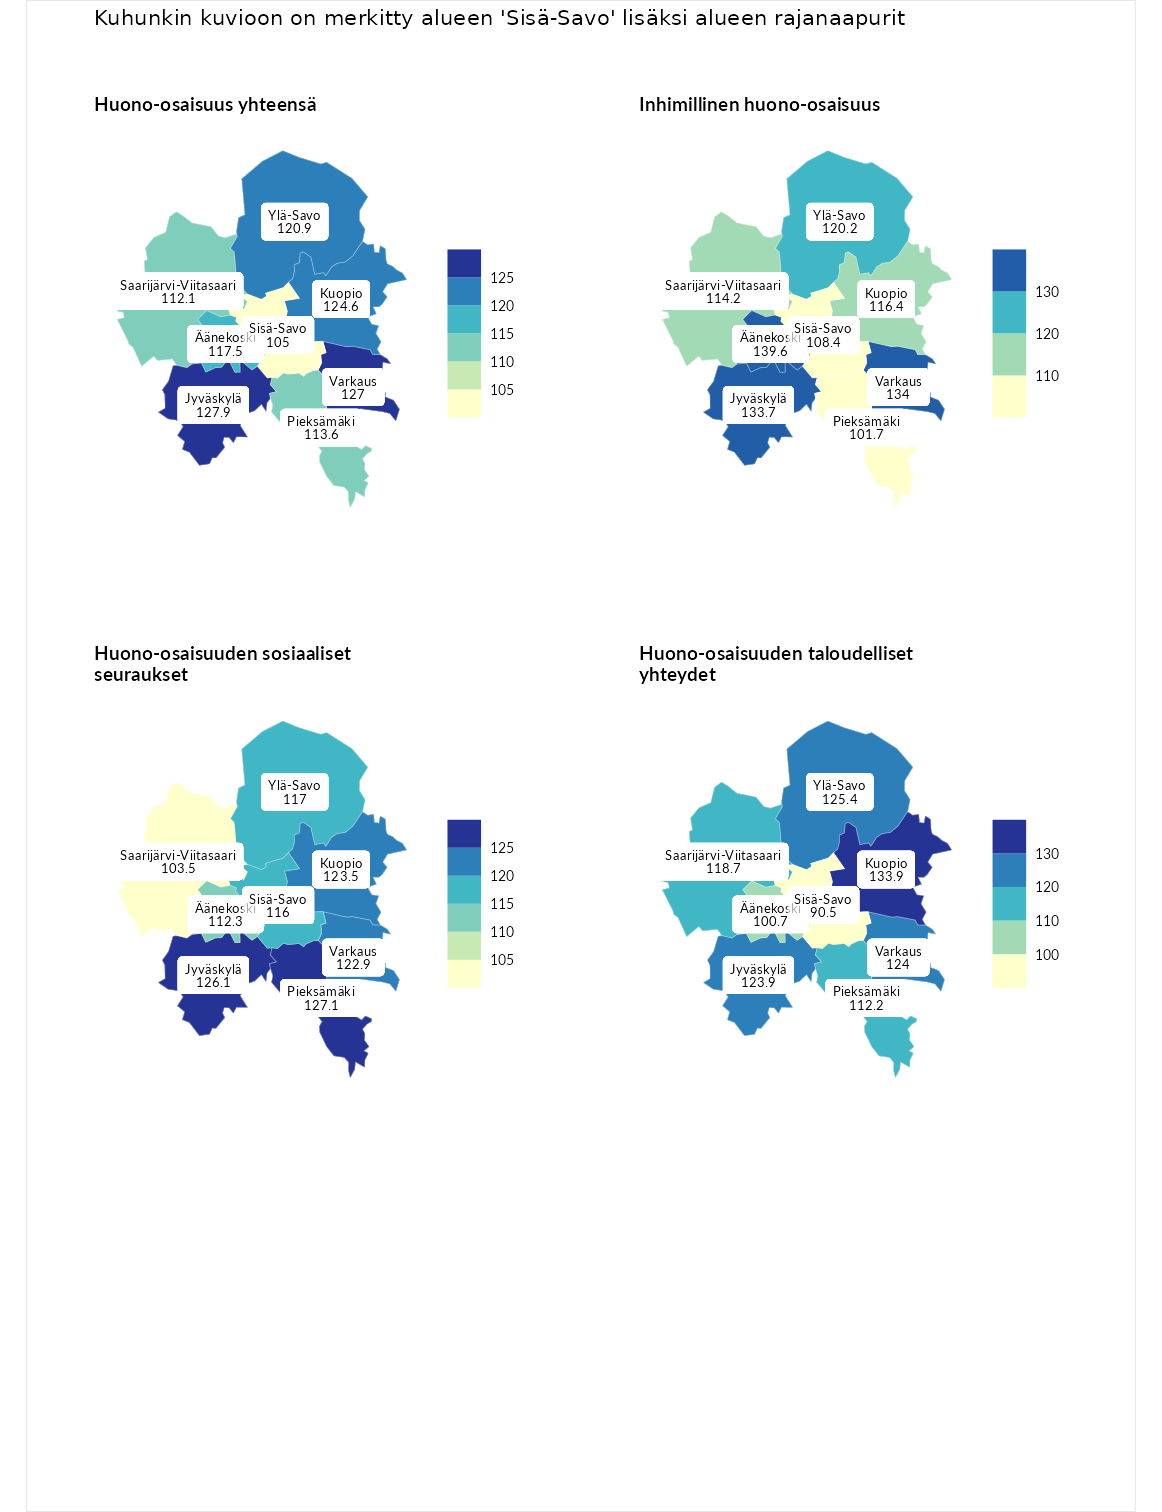 Kuhunkin kuvioon on merkitty alueen 'Sisä-Savo' lisäksi alueen rajanaapurit
Huono-osaisuus yhteensä
Ylä-Savo
120.9
Saarijärvi-Viitasaari
112.1
Kuopio
124.6
Äänekoski
117.5
Sisä-Savo
105
Varkaus
127
Jyväskylä
127.9
Pieksämäki
113.6
125
120
115
110
105
Inhimillinen huono-osaisuus
Ylä-Savo
120.2
Saarijärvi-Viitasaari
114.2
Kuopio
116.4
Äänekoski
139.6
Sisä-Savo
108.4
Varkaus
134
Jyväskylä
133.7
Pieksämäki
101.7
130
120
110
Huono-osaisuuden sosiaaliset
seuraukset
Ylä-Savo
117
Saarijärvi-Viitasaari
103.5
Kuopio
123.5
Äänekoski
112.3
Sisä-Savo
116
Varkaus
122.9
Jyväskylä
126.1
Pieksämäki
127.1
125
120
115
110
105
Huono-osaisuuden taloudelliset
yhteydet
Ylä-Savo
125.4
Saarijärvi-Viitasaari
118.7
Kuopio
133.9
Äänekoski
100.7
Sisä-Savo
90.5
Varkaus
124
Jyväskylä
123.9
Pieksämäki
112.2
130
120
110
100